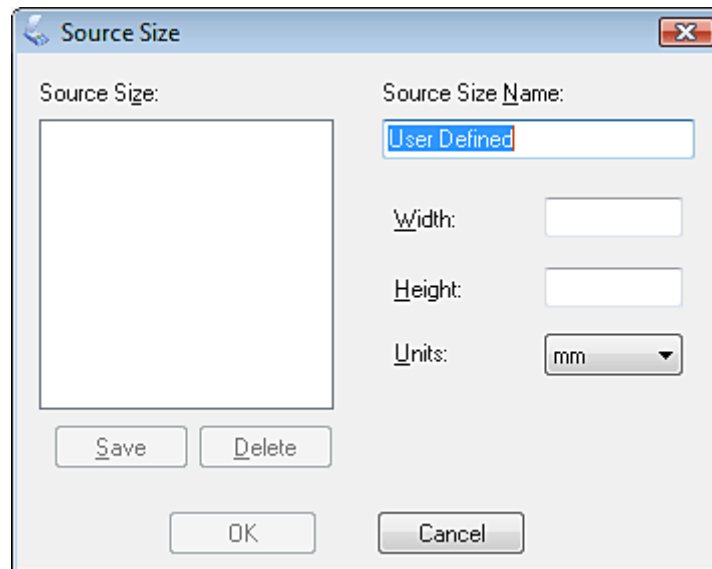 Source Size
Source Size:
Source Size Name:
User Defined
Width:
Height:
Units:
mm
Save
Delete
OK
Cancel